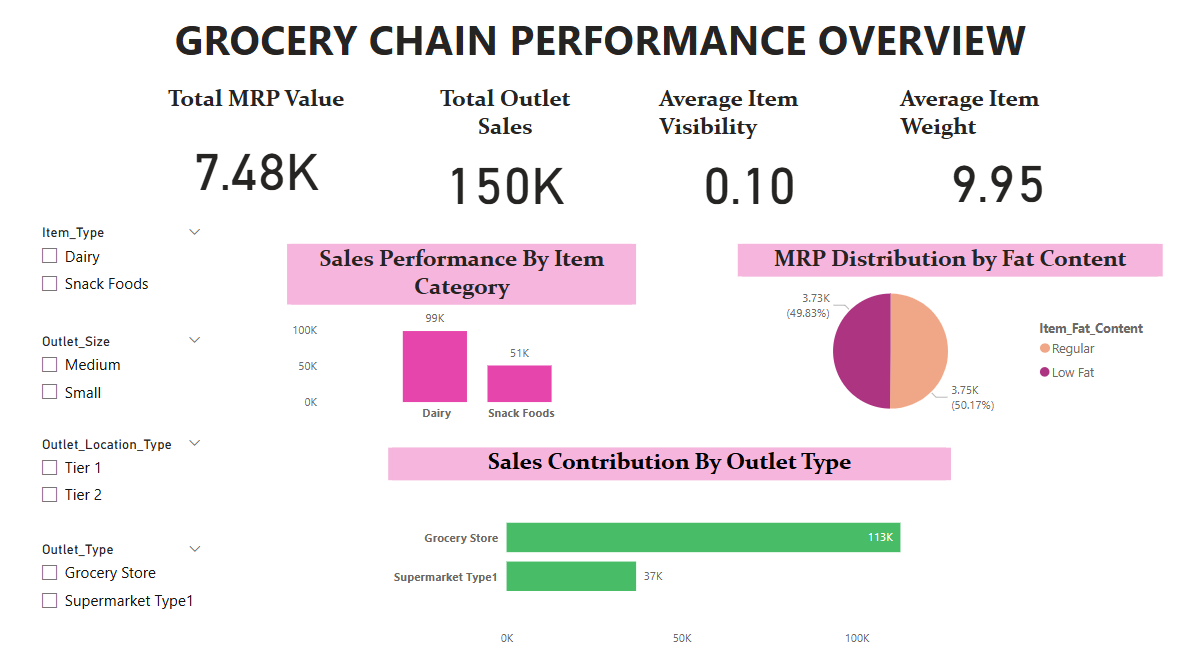 GROCERY CHAIN PERFORMANCE OVERVIEW
Total MRP Value
7.48K
Total Outlet
Sales
150K
Average Item
Visibility
0.10
Average Item
Weight
9.95
Item_Type
Dairy
Snack Foods
Outlet_Size
Medium
Small
Outlet_Location_Type
Tier 1
Tier 2
Outlet_Type
Grocery Store
Supermarket Type1
Sales Performance By Item
Category
100K
50K
0K
99K
51K
Dairy
Snack Foods
MRP Distribution by Fat Content
3.73K
(49.83%)
3.75K
(50.17%)
Item_Fat_Content
Regular
Low Fat
Sales Contribution By Outlet Type
Grocery Store
113K
Supermarket Type1
37K
0K
50K
100K